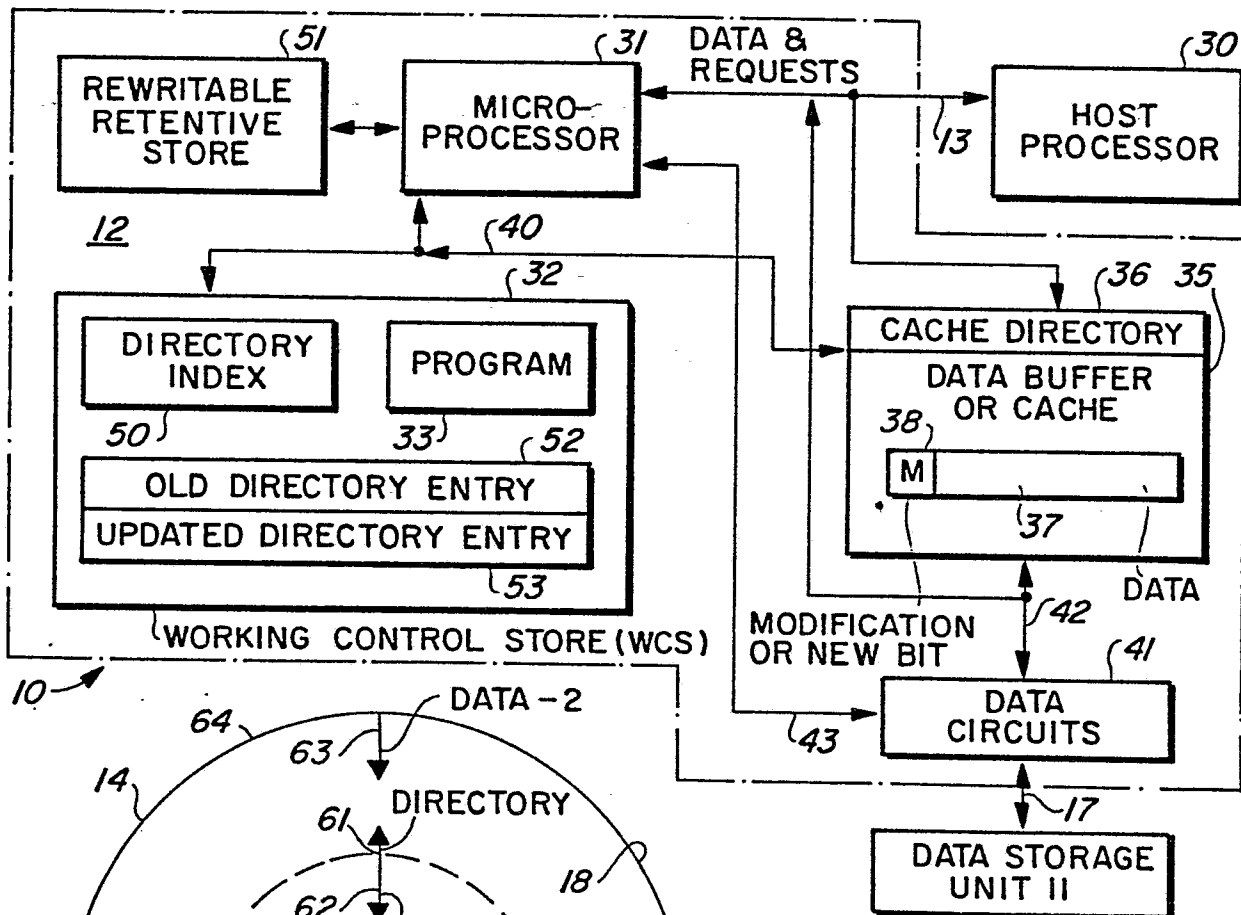 51
31
DATA &
REQUESTS
30
REWRITABLE
RETENTIVE
STORE
MICRO-
PROCESSOR
13
HOST
PROCESSOR
12
40
32
36
35
DIRECTORY
INDEX
PROGRAM
CACHE DIRECTORY
DATA BUFFER
OR CACHE
50
33
52
38
M
OLD DIRECTORY ENTRY
37
UPDATED DIRECTORY ENTRY
53
DATA
42
WORKING CONTROL STORE (WCS)
MODIFICATION
OR NEW BIT
41
10
DATA-2
DATA
CIRCUITS
64
63
43
14
DIRECTORY
61
17
18
62
DATA STORAGE
UNIT 11